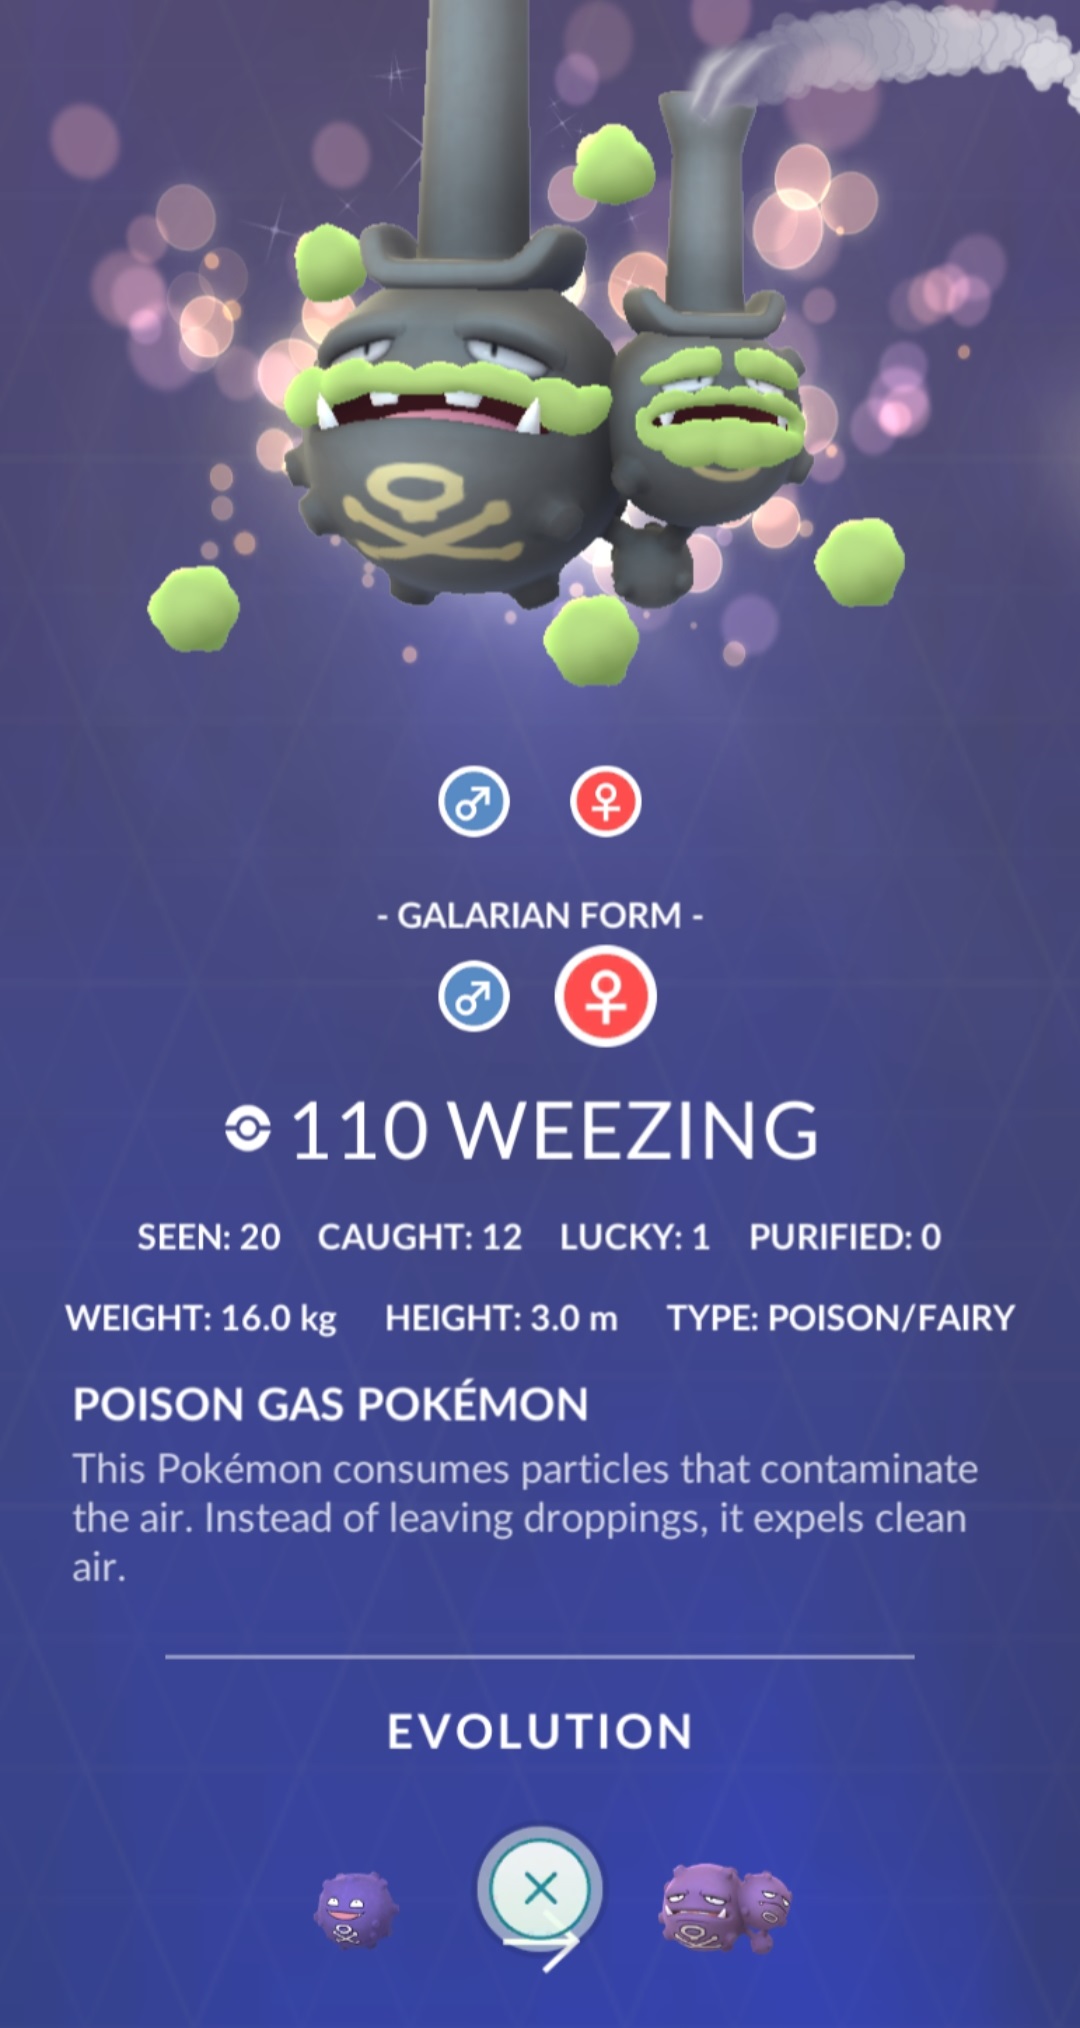 - GALARIAN FORM -
110 WEEZING
SEEN: 20 CAUGHT: 12 LUCKY: 1 PURIFIED: 0
WEIGHT: 16.0 kg HEIGHT: 3.0 m TYPE: POISON/FAIRY
POISON GAS POKÉMON
This Pokémon consumes particles that contaminate
the air. Instead of leaving droppings, it expels clean
air.
EVOLUTION